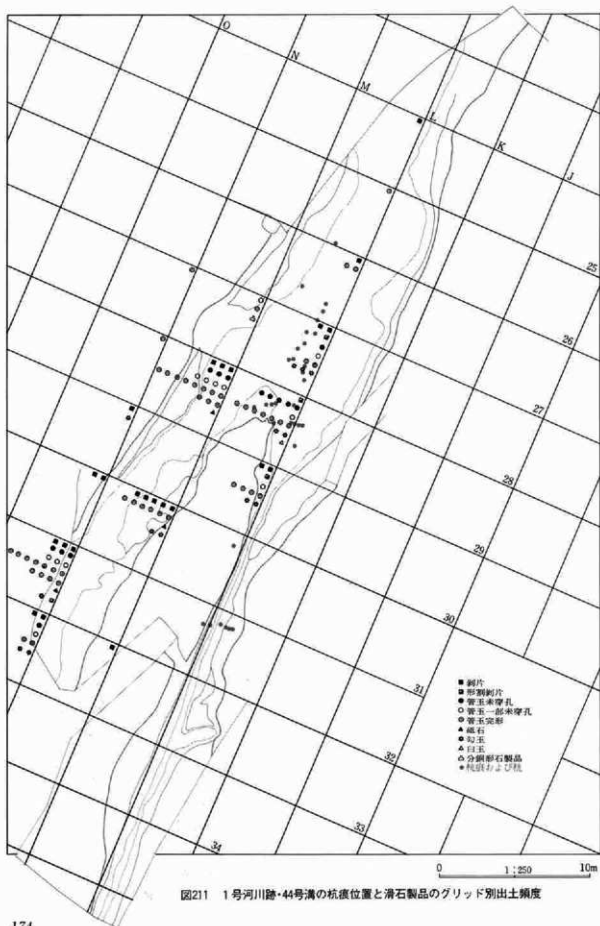 O
N
M
L
K
J
25
26
27
28
29
30
31
32
33
34
■ 剥片
形割剥片
● 管玉未穿孔
○ 管玉一部未穿孔
管玉完形
▲ 砥石
勾玉
△ 臼玉
分銅形石製品
杭痕および杭
0 1:250 10m
図211 1号河川跡・44号溝の杭痕位置と滑石製品のグリッド別出土頻度
174